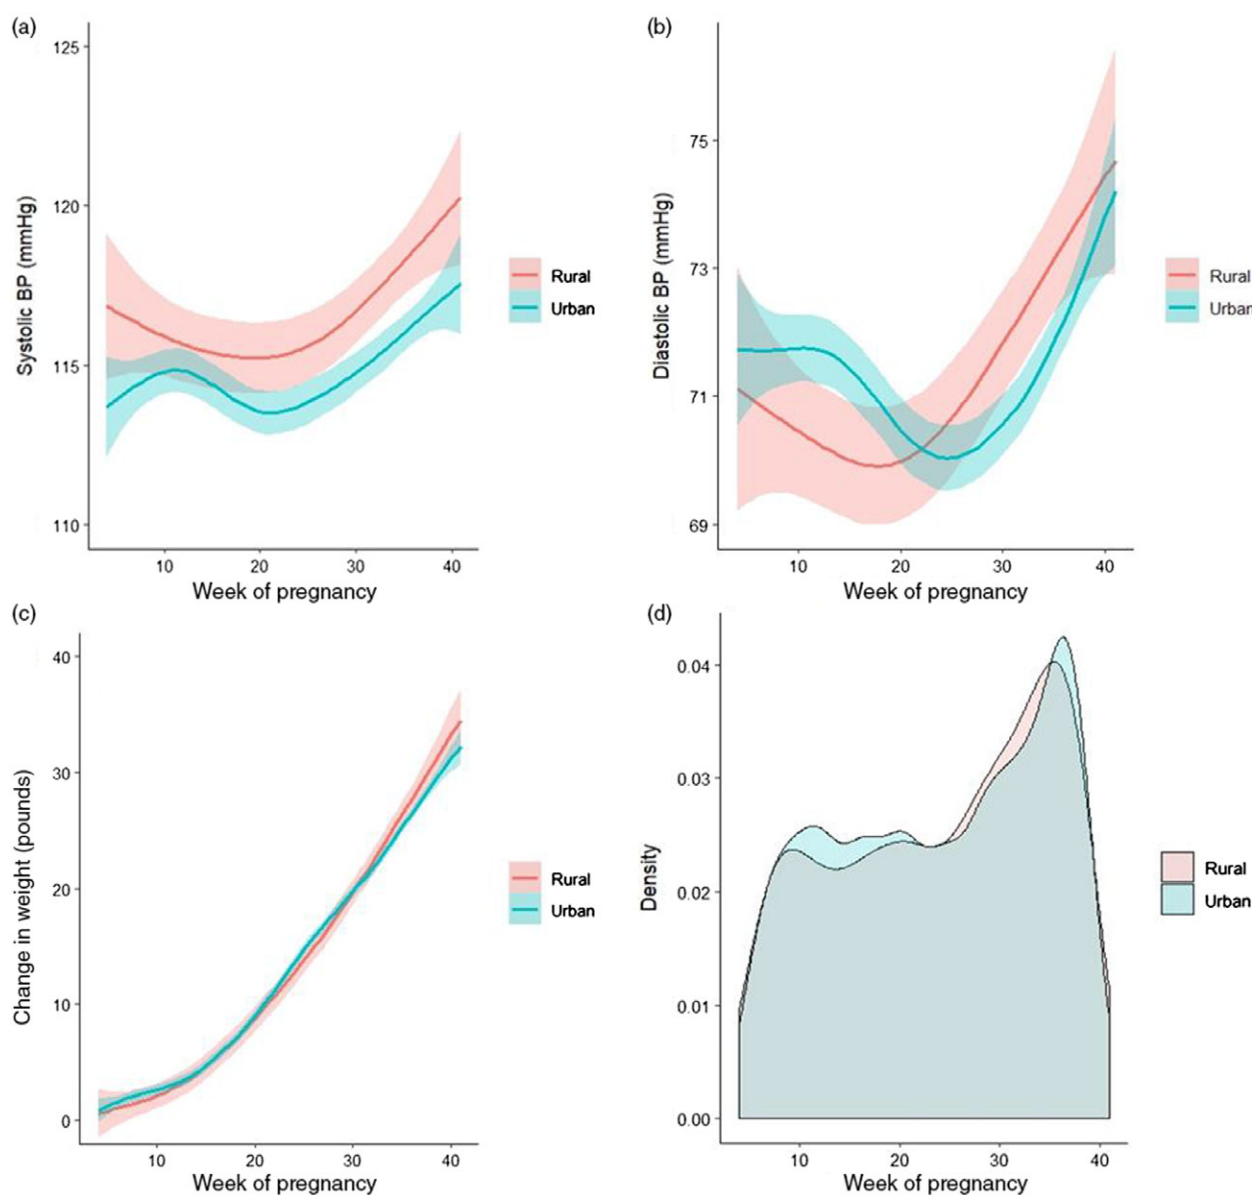 (a)
Systolic BP (mmHg)
125
120
115
110
10 20 30 40
Week of pregnancy
Rural
Urban
(b)
Diastolic BP (mmHg)
75
73
71
69
10 20 30 40
Week of pregnancy
Rural
Urban
(c)
Change in weight (pounds)
40
30
20
10
0
10 20 30 40
Week of pregnancy
Rural
Urban
(d)
Density
0.04
0.03
0.02
0.01
0.00
10 20 30 40
Week of pregnancy
Rural
Urban